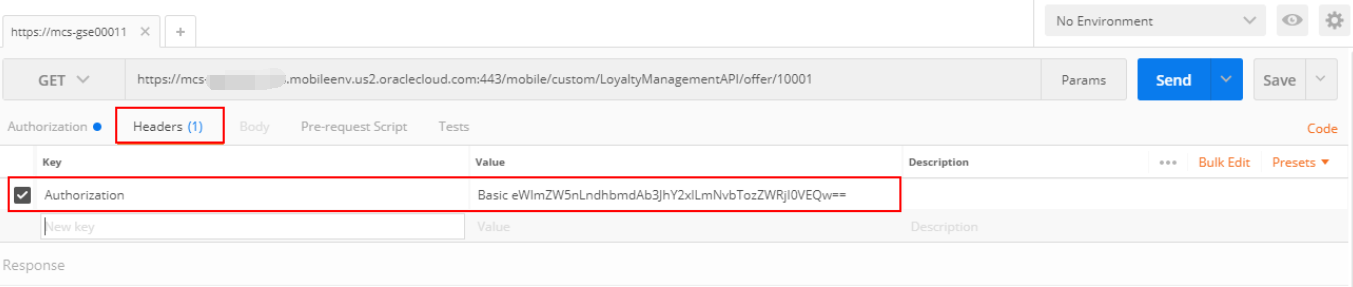 No Environment
https://mcs-gse00011 × +
GET https://mcs- .mobileenv.us2.oraclecloud.com:443/mobile/custom/LoyaltyManagementAPI/offer/10001 Params Send Save
Authorization Headers (1) Body Pre-request Script Tests Code
Key Value Description ••• Bulk Edit Presets
Authorization Basic
New key Value Description
Response